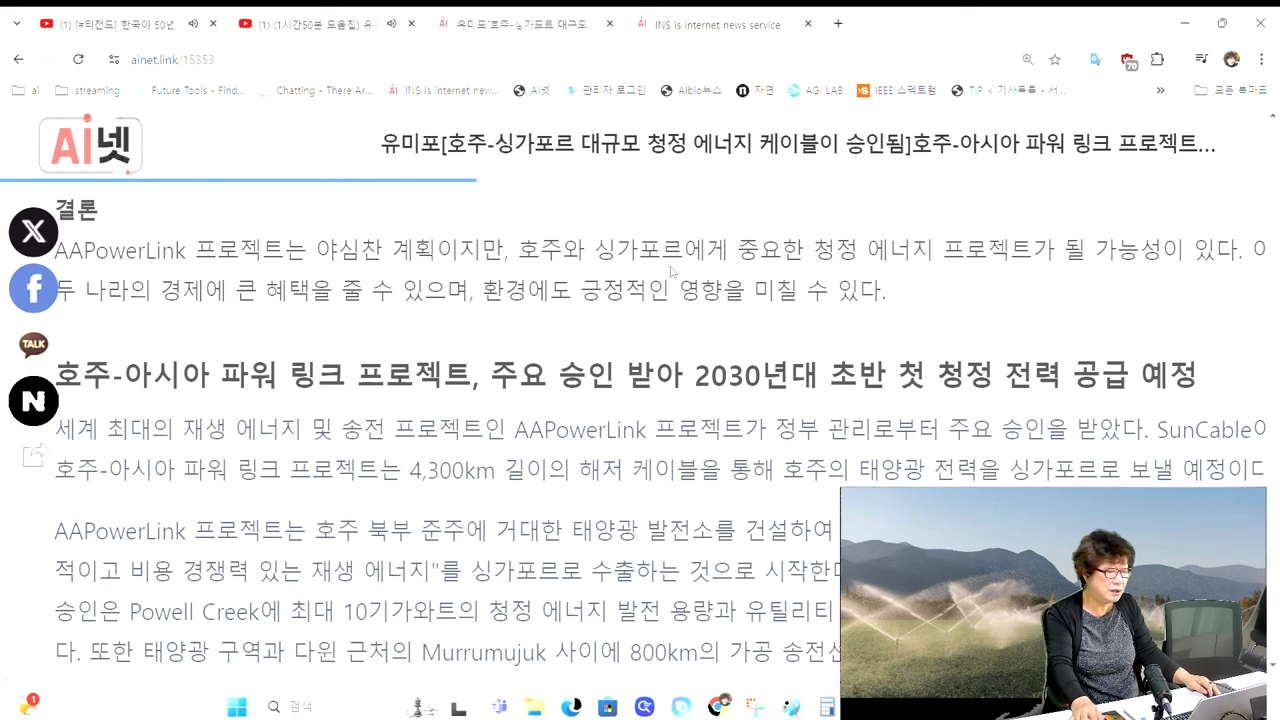 (1) [#티전드] 한국이 50년
(1) (1시간50분 모음집) 유
유미포[호주-싱가포르 대규모
INS is Internet news service
ainet.link/15353
70
ai
streaming
Future Tools - Find...
Chatting - There Ar...
INS is Internet new...
AI넷
관리자 로그인
AIbio뉴스
자연
AGI LAB
IEEE 스펙트럼
TIP < 기사목록 - 서...
모든 북마크
Ai넷
유미포[호주-싱가포르 대규모 청정 에너지 케이블이 승인됨]호주-아시아 파워 링크 프로젝트...
결론
AAPowerLink 프로젝트는 야심찬 계획이지만, 호주와 싱가포르에게 중요한 청정 에너지 프로젝트가 될 가능성이 있다. 이
두 나라의 경제에 큰 혜택을 줄 수 있으며, 환경에도 긍정적인 영향을 미칠 수 있다.
TALK
N
호주-아시아 파워 링크 프로젝트, 주요 승인 받아 2030년대 초반 첫 청정 전력 공급 예정
세계 최대의 재생 에너지 및 송전 프로젝트인 AAPowerLink 프로젝트가 정부 관리로부터 주요 승인을 받았다. SunCable이
호주-아시아 파워 링크 프로젝트는 4,300km 길이의 해저 케이블을 통해 호주의 태양광 전력을 싱가포르로 보낼 예정이다
AAPowerLink 프로젝트는 호주 북부 준주에 거대한 태양광 발전소를 건설하여
적이고 비용 경쟁력 있는 재생 에너지"를 싱가포르로 수출하는 것으로 시작한다
승인은 Powell Creek에 최대 10기가와트의 청정 에너지 발전 용량과 유틸리티
다. 또한 태양광 구역과 다윈 근처의 Murrumujuk 사이에 800km의 가공 송전선
1
검색